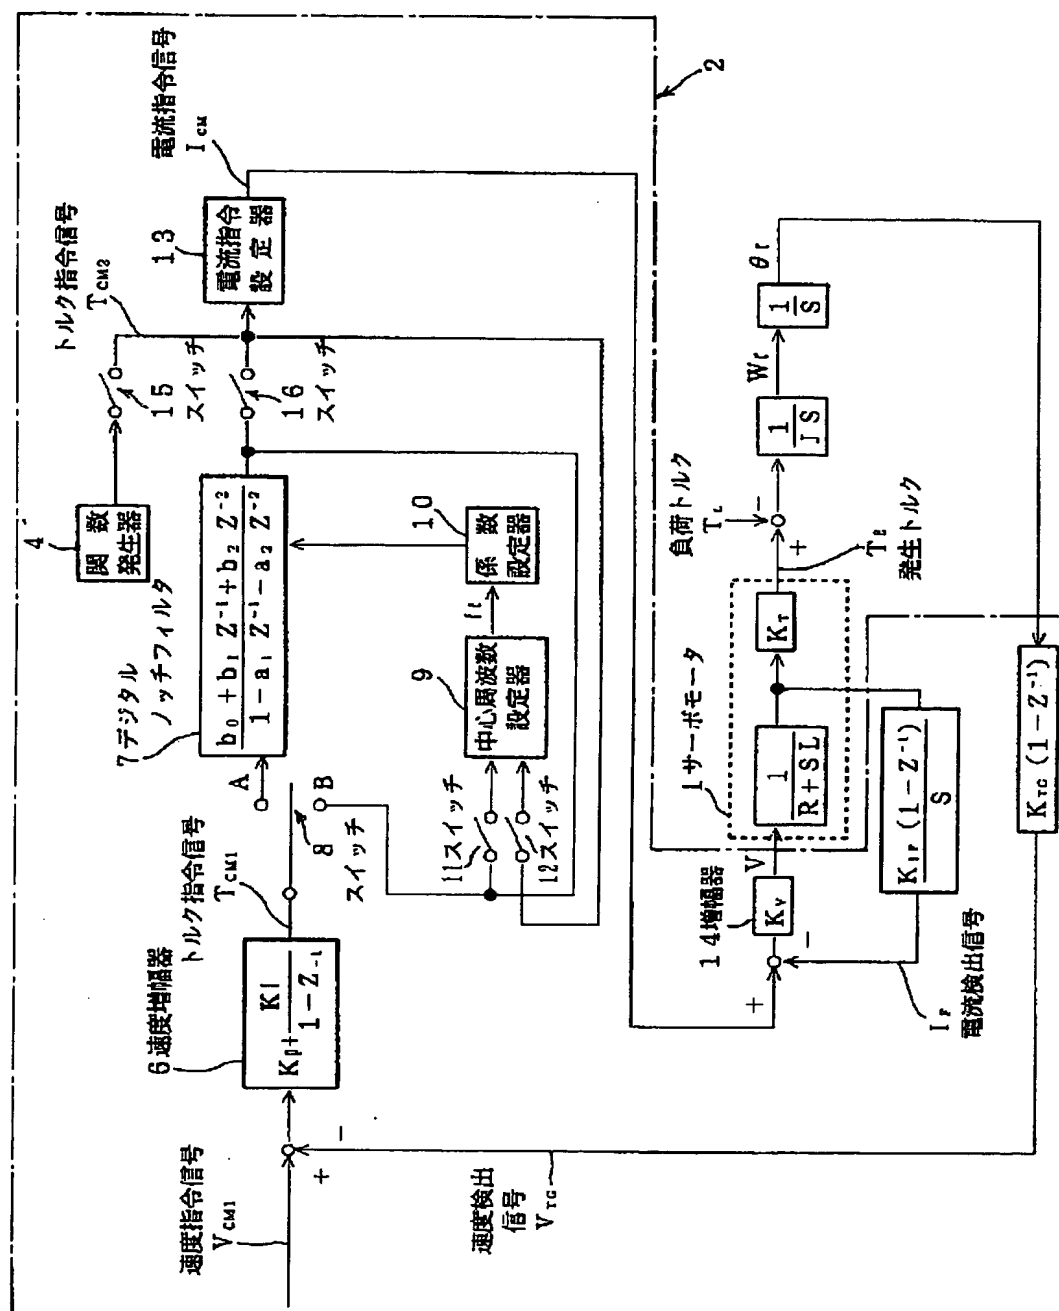 速度指令信号
V_CM1
+
−
速度検出
信号
V_TG
6速度増幅器
Kp+ KI / 1−Z_-1
トルク指令信号
T_CM1
8
スイッチ
A
B
7デジタル
ノッチフィルタ
b₀+b₁Z⁻¹+b₂Z⁻² / 1−a₁Z⁻¹−a₂Z⁻²
4
関数
発生器
11スイッチ
12スイッチ
9
中心周波数
設定器
ft
10
係数
設定器
15
スイッチ
16
スイッチ
トルク指令信号
T_CM2
13
電流指令
設定器
電流指令信号
I_CM
2
+
−
14増幅器
K_V
V
1サーボモータ
1 / R+SL
K_T
I_F
電流検出信号
K_IF(1−Z⁻¹) / S
負荷トルク
T_L
+
−
T_E
発生トルク
1 / JS
Wr
1 / S
θr
K_TG(1−Z⁻¹)